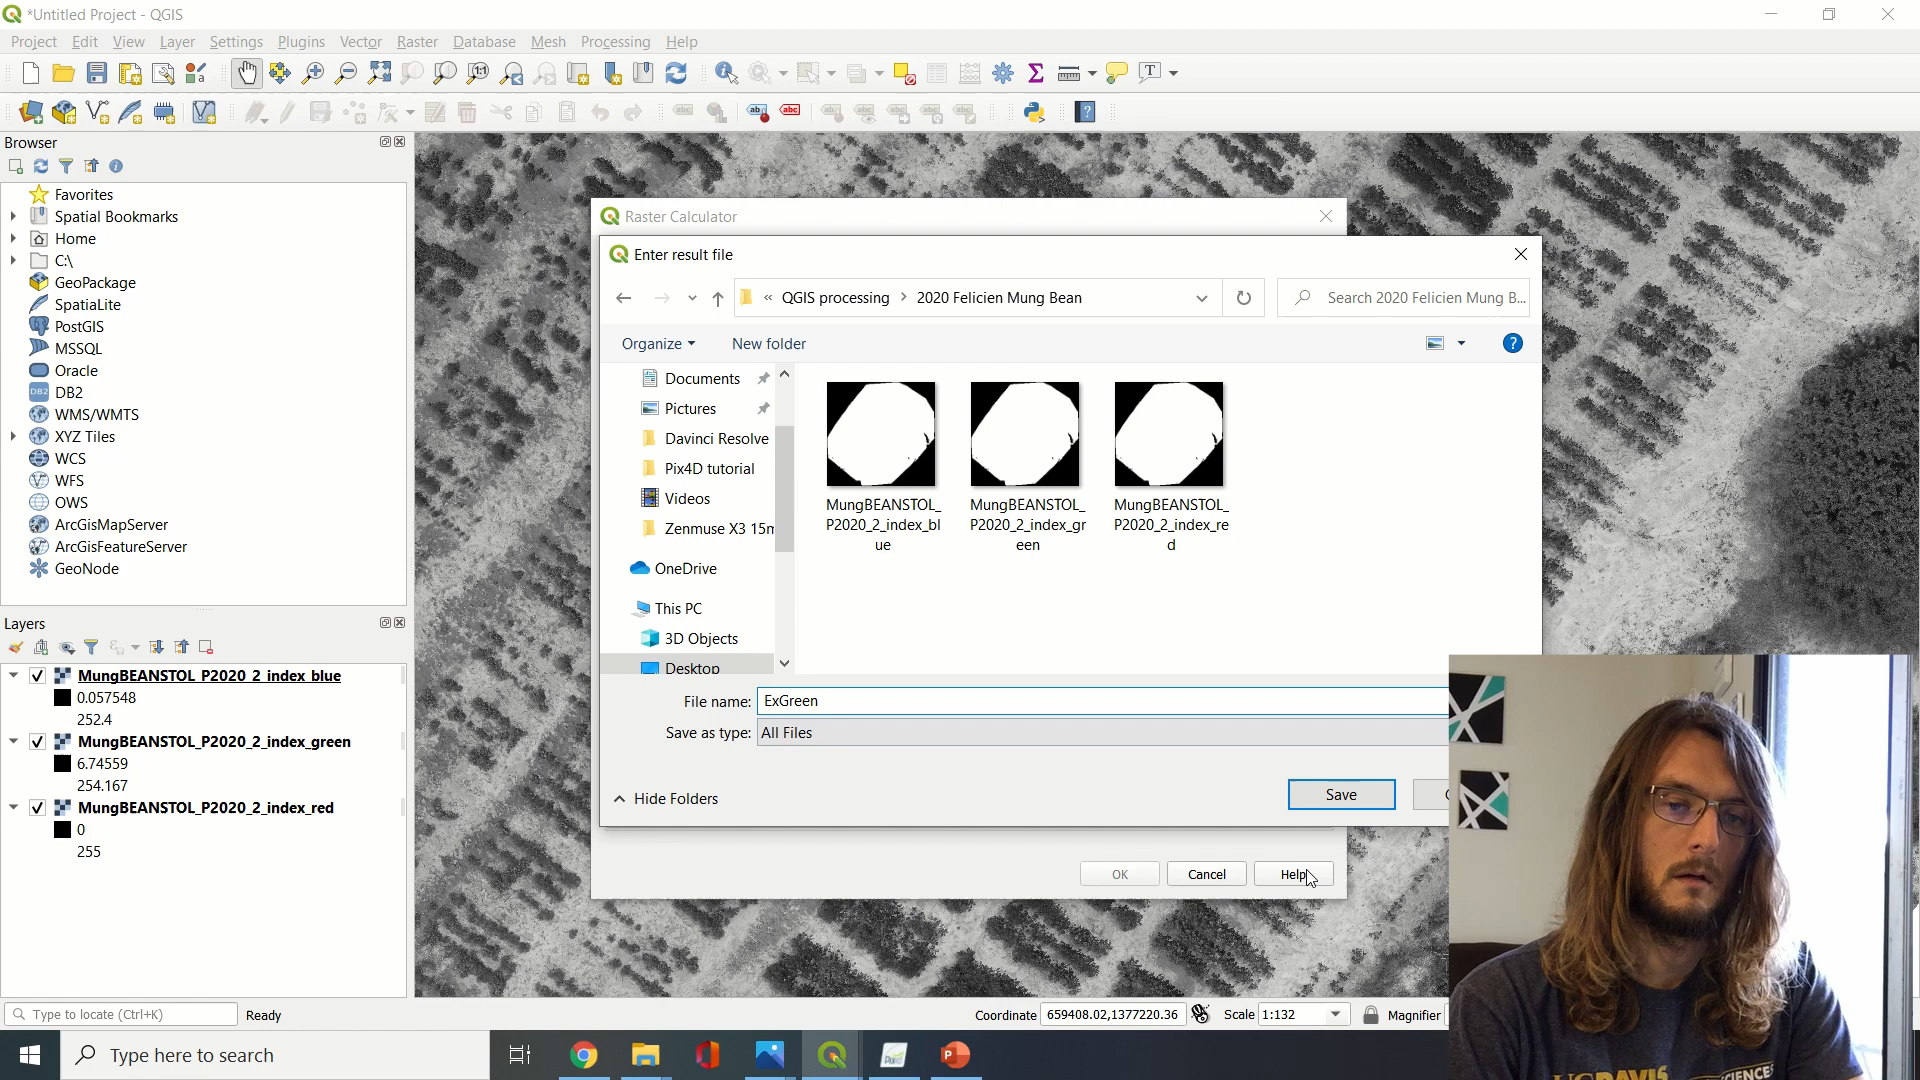 *Untitled Project - QGIS
Project Edit View Layer Settings Plugins Vector Raster Database Mesh Processing Help
Browser
Favorites
Spatial Bookmarks
Home
C:\
GeoPackage
SpatiaLite
PostGIS
MSSQL
Oracle
DB2
WMS/WMTS
XYZ Tiles
WCS
WFS
OWS
ArcGisMapServer
ArcGisFeatureServer
GeoNode
Layers
MungBEANSTOL_P2020_2_index_blue
0.057548
252.4
MungBEANSTOL_P2020_2_index_green
6.74559
254.167
MungBEANSTOL_P2020_2_index_red
0
255
Raster Calculator
Enter result file
« QGIS processing > 2020 Felicien Mung Bean
Search 2020 Felicien Mung B...
Organize
New folder
Documents
Pictures
Davinci Resolve
Pix4D tutorial
Videos
Zenmuse X3 15m
OneDrive
This PC
3D Objects
Desktop
MungBEANSTOL_
P2020_2_index_bl
ue
MungBEANSTOL_
P2020_2_index_gr
een
MungBEANSTOL_
P2020_2_index_re
d
File name: ExGreen
Save as type: All Files
Hide Folders
Save
OK
Cancel
Help
Type to locate (Ctrl+K)
Ready
Coordinate 659408.02,1377220.36
Scale 1:132
Magnifier
Type here to search
UC DAVIS